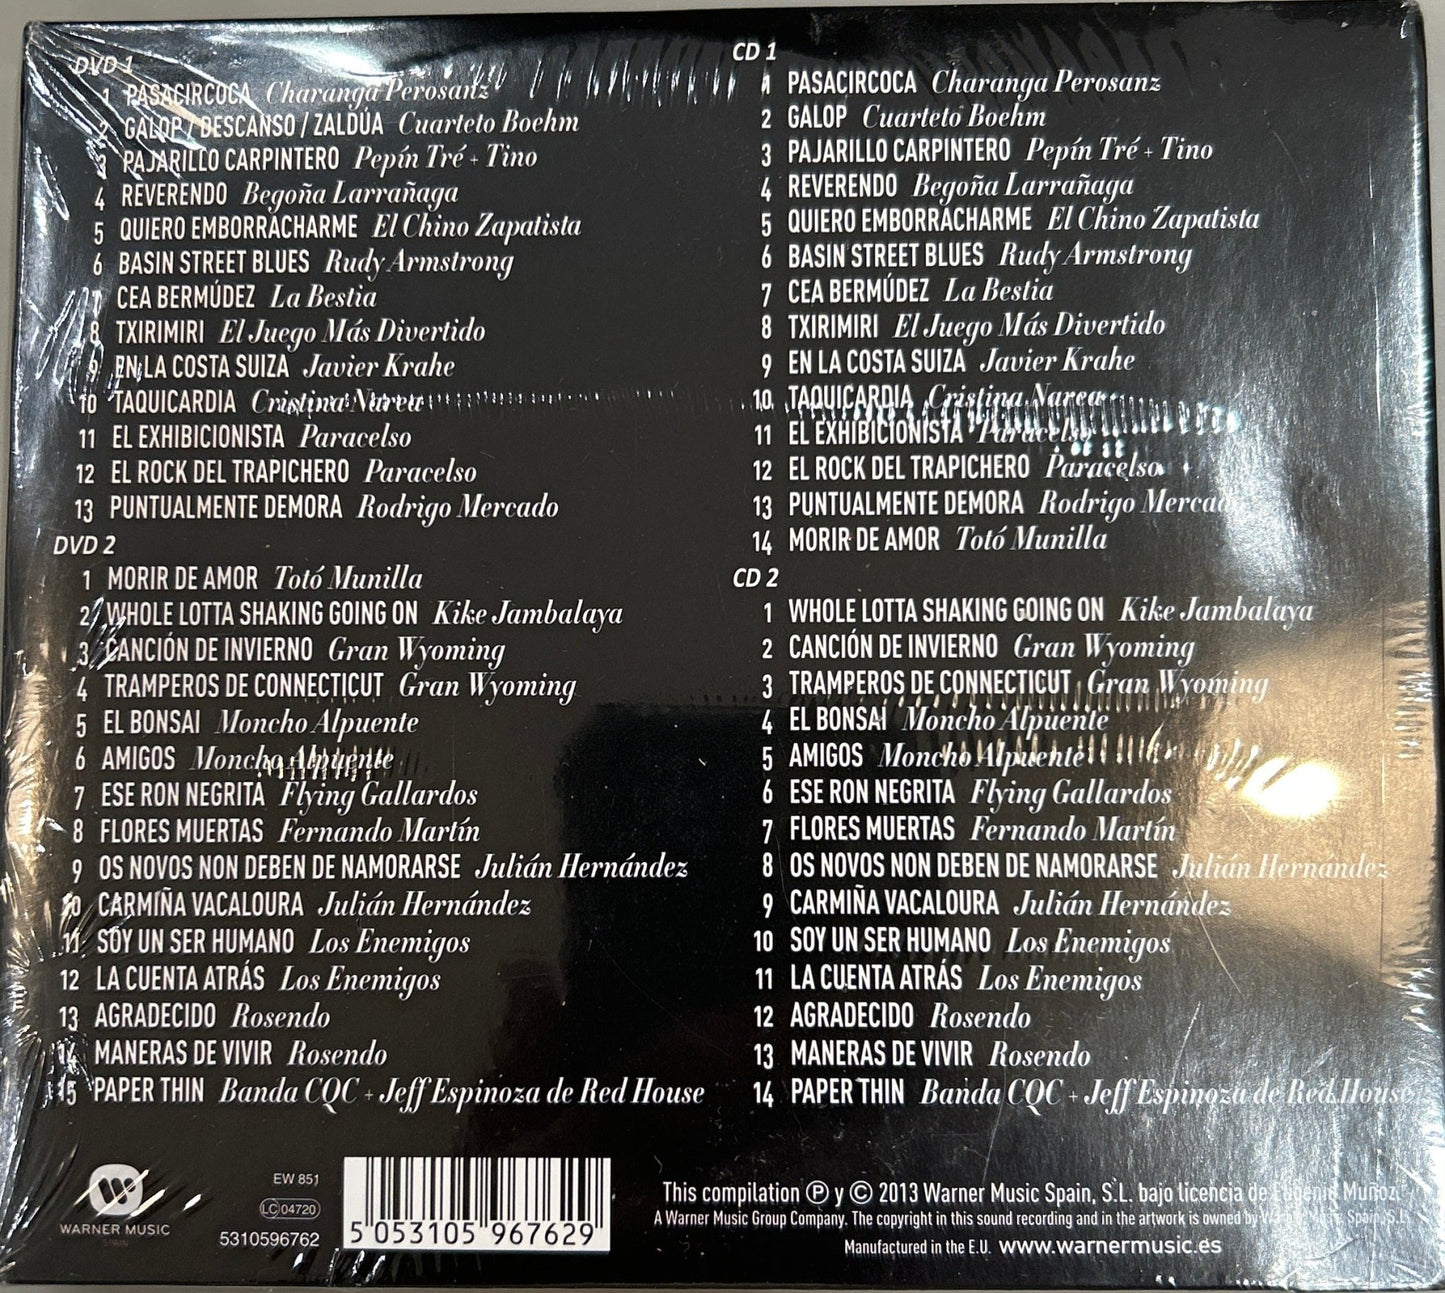 DVD 1
1 PASACIRCOCA Charanga Perosanz
2 GALOP / DESCANSO / ZALDÚA Cuarteto Boehm
3 PAJARILLO CARPINTERO Pepín Tré + Tino
4 REVERENDO Begoña Larrañaga
5 QUIERO EMBORRACHARME El Chino Zapatista
6 BASIN STREET BLUES Rudy Armstrong
7 CEA BERMÚDEZ La Bestia
8 TXIRIMIRI El Juego Más Divertido
9 EN LA COSTA SUIZA Javier Krahe
10 TAQUICARDIA Cristina Narea
11 EL EXHIBICIONISTA Paracelso
12 EL ROCK DEL TRAPICHERO Paracelso
13 PUNTUALMENTE DEMORA Rodrigo Mercado
DVD 2
1 MORIR DE AMOR Totó Munilla
2 WHOLE LOTTA SHAKING GOING ON Kike Jambalaya
3 CANCIÓN DE INVIERNO Gran Wyoming
4 TRAMPEROS DE CONNECTICUT Gran Wyoming
5 EL BONSAI Moncho Alpuente
6 AMIGOS Moncho Alpuente
7 ESE RON NEGRITA Flying Gallardos
8 FLORES MUERTAS Fernando Martín
9 OS NOVOS NON DEBEN DE NAMORARSE Julián Hernández
10 CARMIÑA VACALOURA Julián Hernández
11 SOY UN SER HUMANO Los Enemigos
12 LA CUENTA ATRÁS Los Enemigos
13 AGRADECIDO Rosendo
14 MANERAS DE VIVIR Rosendo
15 PAPER THIN Banda CQC + Jeff Espinoza de Red House
CD 1
1 PASACIRCOCA Charanga Perosanz
2 GALOP Cuarteto Boehm
3 PAJARILLO CARPINTERO Pepín Tré + Tino
4 REVERENDO Begoña Larrañaga
5 QUIERO EMBORRACHARME El Chino Zapatista
6 BASIN STREET BLUES Rudy Armstrong
7 CEA BERMÚDEZ La Bestia
8 TXIRIMIRI El Juego Más Divertido
9 EN LA COSTA SUIZA Javier Krahe
10 TAQUICARDIA Cristina Narea
11 EL EXHIBICIONISTA Paracelso
12 EL ROCK DEL TRAPICHERO Paracelso
13 PUNTUALMENTE DEMORA Rodrigo Mercado
14 MORIR DE AMOR Totó Munilla
CD 2
1 WHOLE LOTTA SHAKING GOING ON Kike Jambalaya
2 CANCIÓN DE INVIERNO Gran Wyoming
3 TRAMPEROS DE CONNECTICUT Gran Wyoming
4 EL BONSAI Moncho Alpuente
5 AMIGOS Moncho Alpuente
6 ESE RON NEGRITA Flying Gallardos
7 FLORES MUERTAS Fernando Martín
8 OS NOVOS NON DEBEN DE NAMORARSE Julián Hernández
9 CARMIÑA VACALOURA Julián Hernández
10 SOY UN SER HUMANO Los Enemigos
11 LA CUENTA ATRÁS Los Enemigos
12 AGRADECIDO Rosendo
13 MANERAS DE VIVIR Rosendo
14 PAPER THIN Banda CQC + Jeff Espinoza de Red House
WARNER MUSIC
SPAIN
EW 851
LC 04720
5310596762
5 053105 967629
This compilation Ⓟ y © 2013 Warner Music Spain, S.L. bajo licencia de Eugenio Muñoz
A Warner Music Group Company. The copyright in this sound recording and in the artwork is owned by Warner Music Spain, S.L.
Manufactured in the E.U. www.warnermusic.es